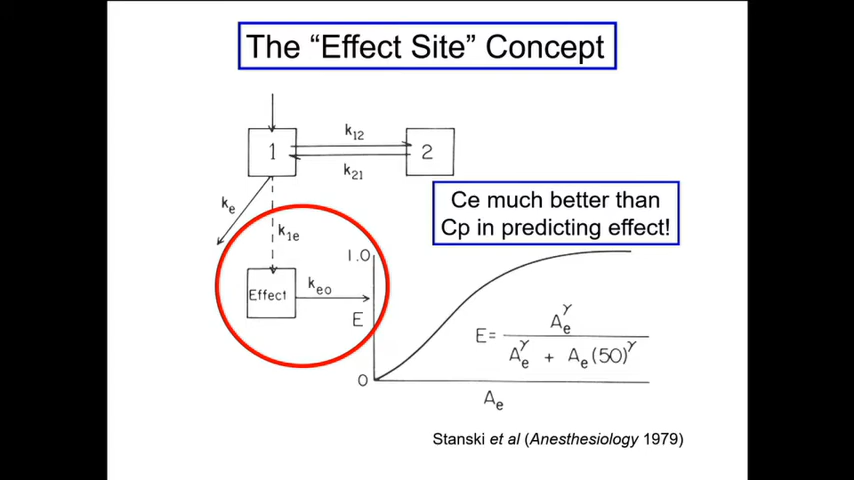 The “Effect Site” Concept
k12
1
2
k21
ke
Ce much better than
Cp in predicting effect!
k1e
1.0
Effect
keo
E
E= Ae^γ / Ae^γ + Ae(50)^γ
0
Ae
Stanski et al (Anesthesiology 1979)